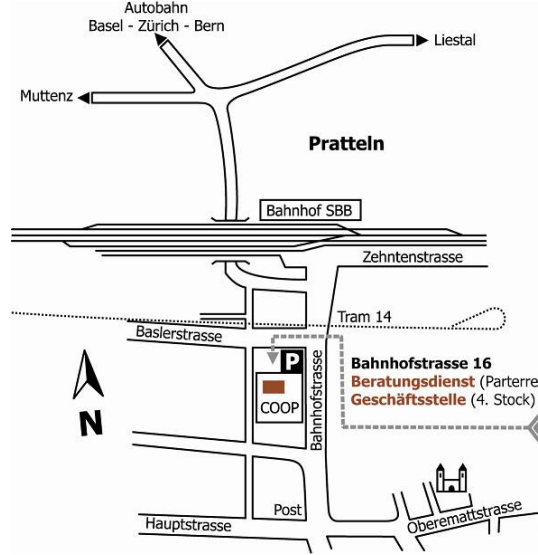 Autobahn
Basel - Zürich - Bern
Liestal
Muttenz
Pratteln
Bahnhof SBB
Zehntenstrasse
Tram 14
Baslerstrasse
P
Bahnhofstrasse
Bahnhofstrasse 16
Beratungsdienst (Parterre
Geschäftsstelle (4. Stock)
COOP
N
Post
Hauptstrasse
Oberemattstrasse